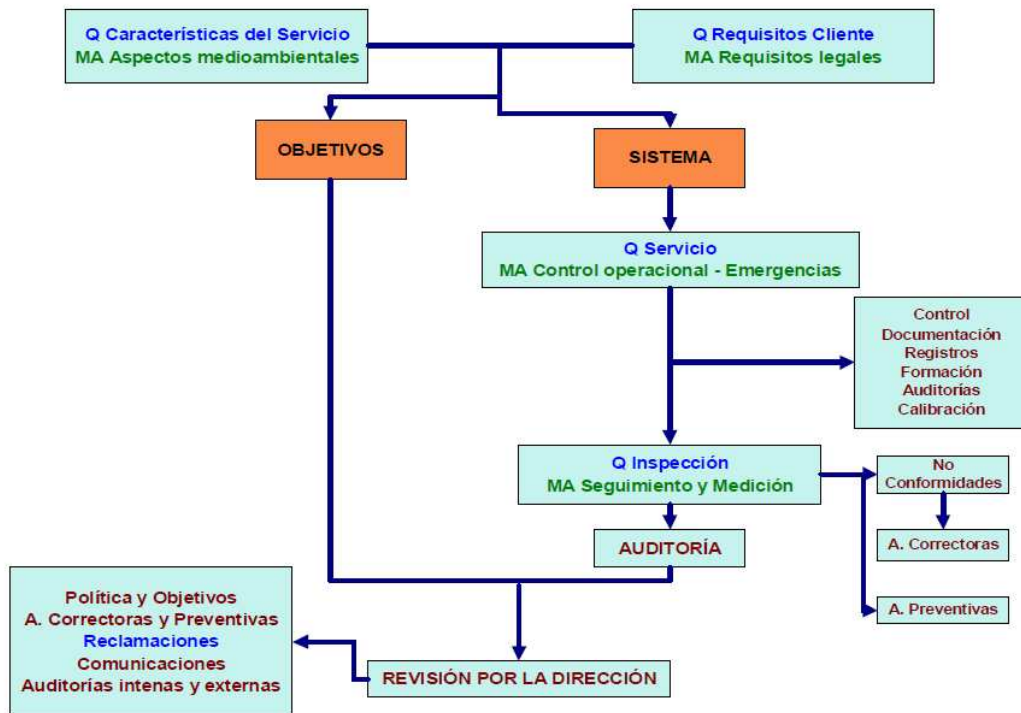 Q Características del Servicio
MA Aspectos medioambientales
Q Requisitos Cliente
MA Requisitos legales
OBJETIVOS
SISTEMA
Q Servicio
MA Control operacional - Emergencias
Control
Documentación
Registros
Formación
Auditorías
Calibración
Q Inspección
MA Seguimiento y Medición
No
Conformidades
AUDITORÍA
A. Correctoras
A. Preventivas
Política y Objetivos
A. Correctoras y Preventivas
Reclamaciones
Comunicaciones
Auditorías intenas y externas
REVISIÓN POR LA DIRECCIÓN